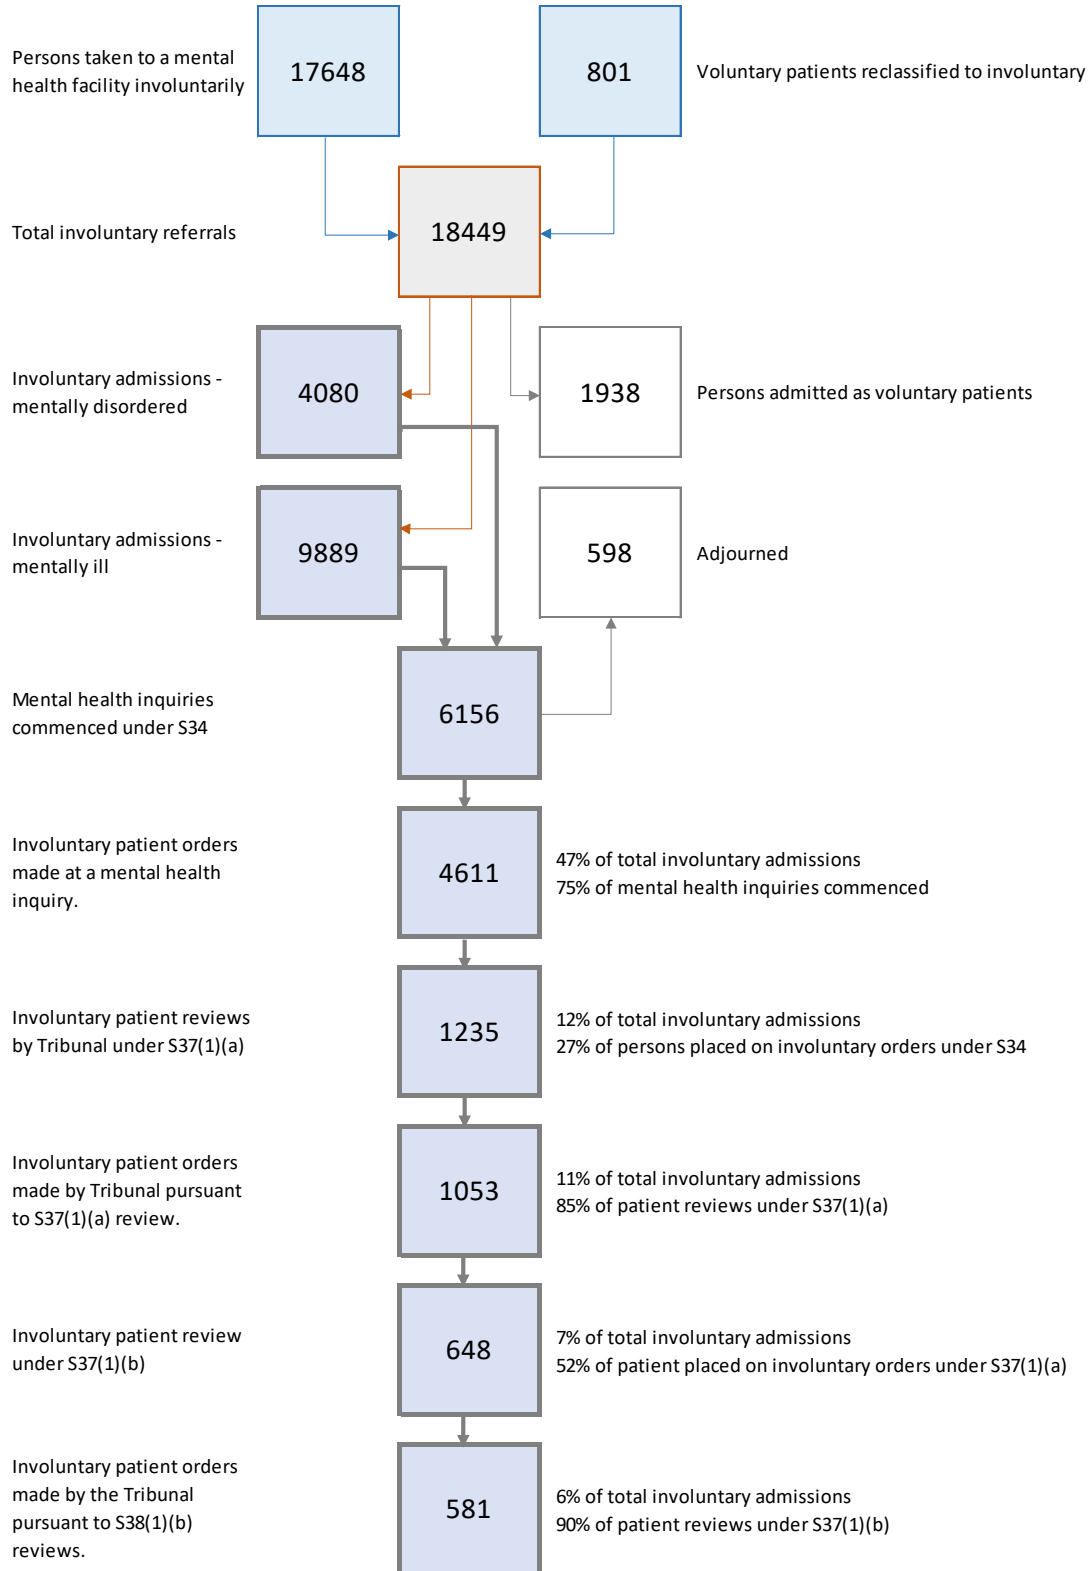 Persons taken to a mental
health facility involuntarily
17648
801
Voluntary patients reclassified to involuntary
Total involuntary referrals
18449
Involuntary admissions -
mentally disordered
4080
1938
Persons admitted as voluntary patients
Involuntary admissions -
mentally ill
9889
598
Adjourned
Mental health inquiries
commenced under S34
6156
Involuntary patient orders
made at a mental health
inquiry.
4611
47% of total involuntary admissions
75% of mental health inquiries commenced
Involuntary patient reviews
by Tribunal under S37(1)(a)
1235
12% of total involuntary admissions
27% of persons placed on involuntary orders under S34
Involuntary patient orders
made by Tribunal pursuant
to S37(1)(a) review.
1053
11% of total involuntary admissions
85% of patient reviews under S37(1)(a)
Involuntary patient review
under S37(1)(b)
648
7% of total involuntary admissions
52% of patient placed on involuntary orders under S37(1)(a)
Involuntary patient orders
made by the Tribunal
pursuant to S38(1)(b)
reviews.
581
6% of total involuntary admissions
90% of patient reviews under S37(1)(b)